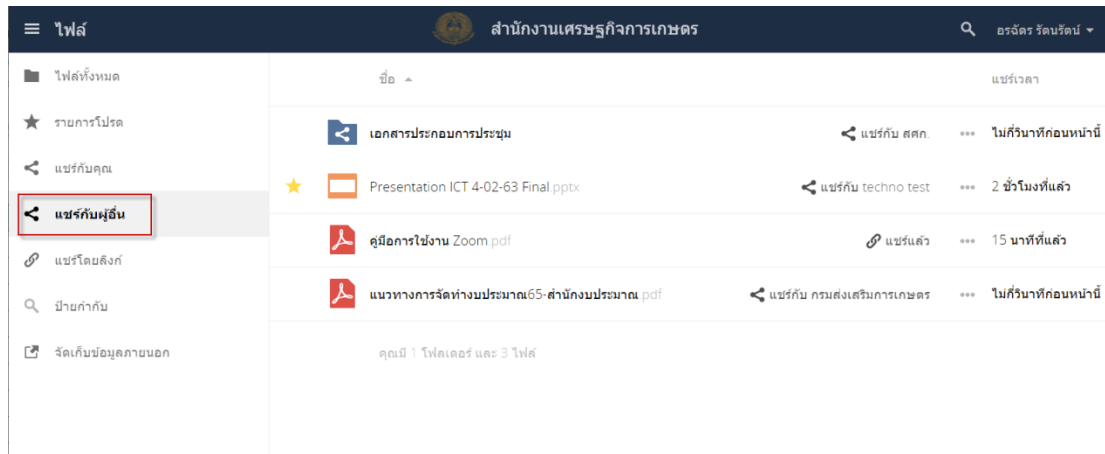 ไฟล์
สำนักงานเศรษฐกิจการเกษตร
อรฉัตร รัตนรัตน์
ไฟล์ทั้งหมด
รายการโปรด
แชร์กับคุณ
แชร์กับผู้อื่น
แชร์โดยลิงก์
ป้ายกำกับ
จัดเก็บข้อมูลภายนอก
ชื่อ แชร์เวลา
เอกสารประกอบการประชุม แชร์กับ สศก. ไม่กี่วินาทีก่อนหน้านี้
Presentation ICT 4-02-63 Final.pptx แชร์กับ techno test 2 ชั่วโมงที่แล้ว
คู่มือการใช้งาน Zoom.pdf แชร์แล้ว 15 นาทีที่แล้ว
แนวทางการจัดทำงบประมาณ65-สำนักงบประมาณ.pdf แชร์กับ กรมส่งเสริมการเกษตร ไม่กี่วินาทีก่อนหน้านี้
คุณมี 1 โฟลเดอร์ และ 3 ไฟล์